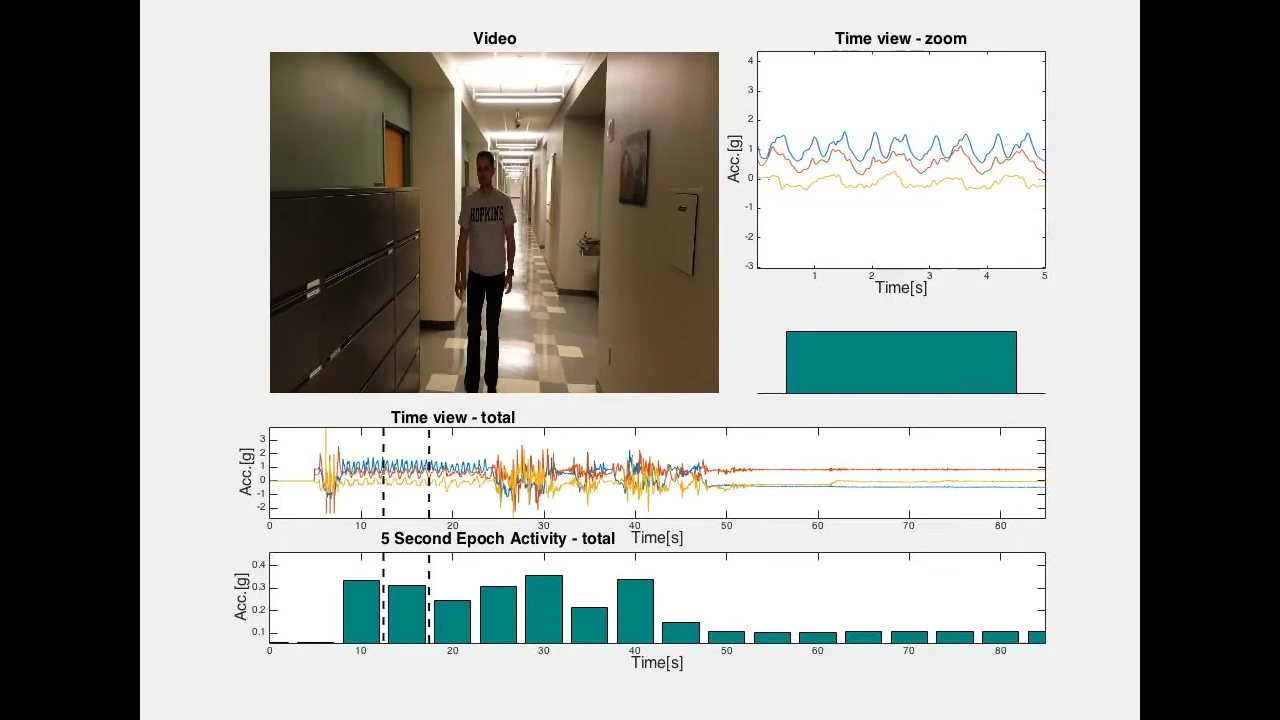 Video
HOPKINS
Time view - zoom
4
3
2
1
0
-1
-2
-3
Acc.[g]
1 2 3 4 5
Time[s]
Time view - total
3
2
1
0
-1
-2
Acc.[g]
0 10 20 30 40 50 60 70 80
Time[s]
5 Second Epoch Activity - total
0.4
0.3
0.2
0.1
Acc.[g]
0 10 20 30 40 50 60 70 80
Time[s]